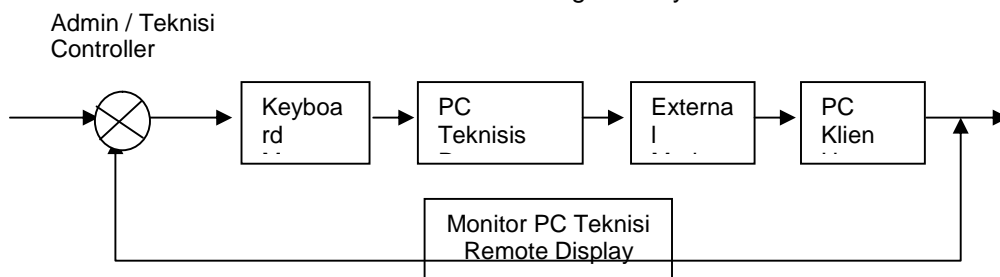 Admin / Teknisi
Controller
Keyboa
rd
PC
Teknisis
Externa
l
PC
Klien
Monitor PC Teknisi
Remote Display